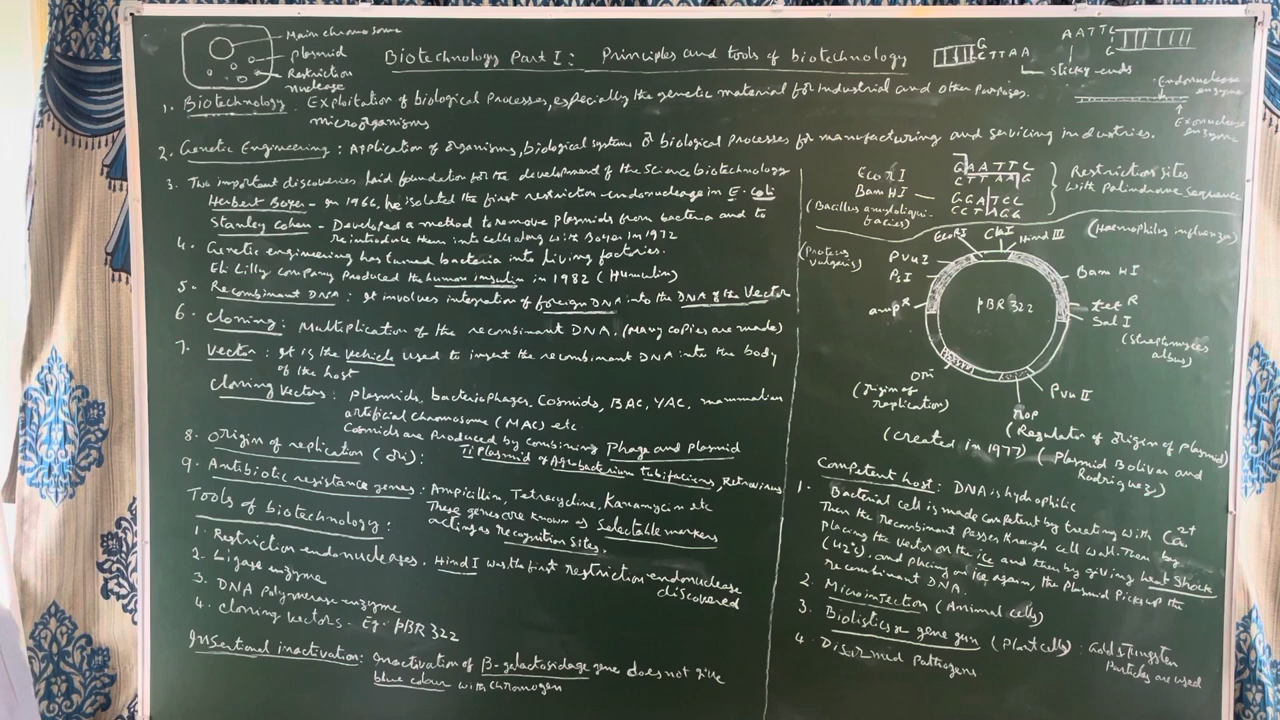 Main chromosome
plasmid
Restriction
nuclease
Biotechnology Part I: Principles and tools of biotechnology
G
CTTAA
AATTC
G
sticky ends
Endonuclease
enzyme
Exonuclease
enzyme
1. Biotechnology: Exploitation of biological processes, especially the genetic material for Industrial and other purposes.
microorganisms
2. Genetic Engineering: Application of organisms, biological systems or biological processes for manufacturing and servicing industries.
3. Two important discoveries laid foundation for the development of the Science biotechnology
Herbert Boyer - In 1966, he isolated the first restriction-endonuclease in E. coli
Stanley Cohen - Developed a method to remove plasmids from bacteria and to
reintroduce them into cells along with Boyer in 1972
4. Genetic engineering has turned bacteria into living factories.
Eli Lilly company produced the human insulin in 1982 (Humulin)
5. Recombinant DNA: It involves integration of foreign DNA into the DNA of the Vector
6. Cloning: Multiplication of the recombinant DNA. (Many copies are made)
7. Vector: It is the vehicle used to insert the recombinant DNA into the body
of the host
Cloning Vectors: Plasmids, bacteriophages, Cosmids, BAC, YAC, mammalian
artificial chromosome (MAC) etc
Cosmids are produced by combining Phage and plasmid
8. Origin of replication (Ori): Ti Plasmid of Agrobacterium tubifaciens, Retrovirus
9. Antibiotic resistance genes: Ampicillin, Tetracycline, Kanamycin etc
These genes are known as Selectable markers
acting as recognition sites.
Tools of biotechnology:
1. Restriction endonucleases. Hind I was the first restriction endonuclease
discovered
2. Ligase enzyme
3. DNA polymerase enzyme
4. Cloning vectors - Eg. pBR322
Insertional inactivation: Inactivation of β-galactosidase gene does not give
blue colour with chromogen
Eco RI
GAATTC
CTTAAG
Bam HI
GGATCC
CCTAGG
(Bacillus amyloliquifacies)
Restriction sites
with Palindrome Sequence
(Proteus
vulgaris)
EcoRI
ClaI
Hind III
(Haemophilus influenza)
Pvu I
Ps I
Bam HI
ampR
pBR 322
tetR
Sal I
(Streptomyces
albus)
Ori
(Origin of
replication)
Pvu II
Rop
(Regulator of origin of plasmid)
(Created in 1977) (Plasmid Bolivar and
Rodriguez)
Competent host: DNA is hydrophilic
1. Bacterial cell is made competent by treating with Ca2+
Then the recombinant passes through cell wall. Then by
placing the vector on the ice and then by giving heat shock
(42°c), and placing on ice again, the plasmid picks up the
recombinant DNA.
2. Microinjection (Animal cells)
3. Biolistics or gene gun (Plant cells): Gold & tungsten
Particles are used
4. Disarmed Pathogens.